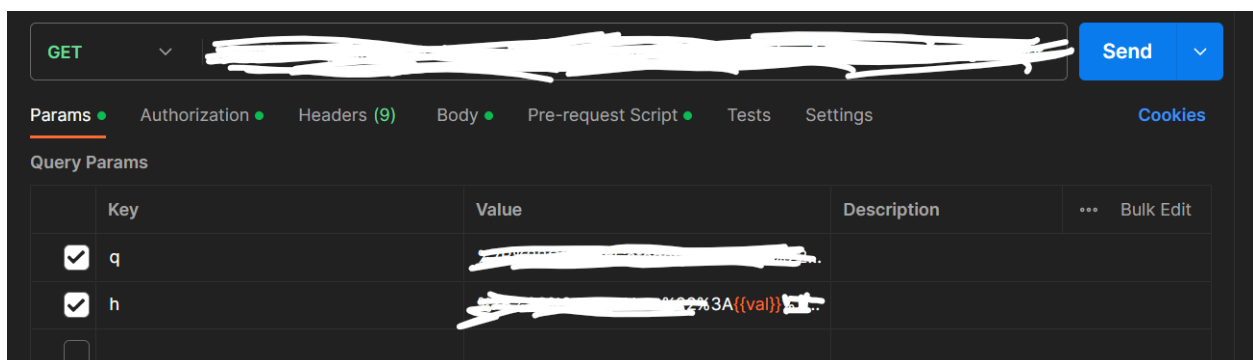 GET Send
Params Authorization Headers (9) Body Pre-request Script Tests Settings Cookies
Query Params
Key Value Description ••• Bulk Edit
q
h %3A{{val}}